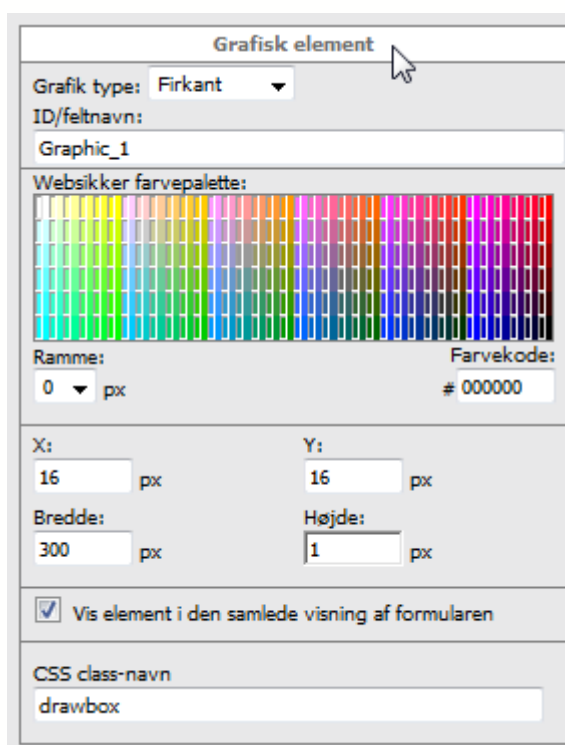 Grafisk element
Grafik type: Firkant
ID/feltnavn:
Graphic_1
Websikker farvepalette:
Ramme: Farvekode:
0 px # 000000
X: Y:
16 px 16 px
Bredde: Højde:
300 px 1 px
Vis element i den samlede visning af formularen
CSS class-navn
drawbox